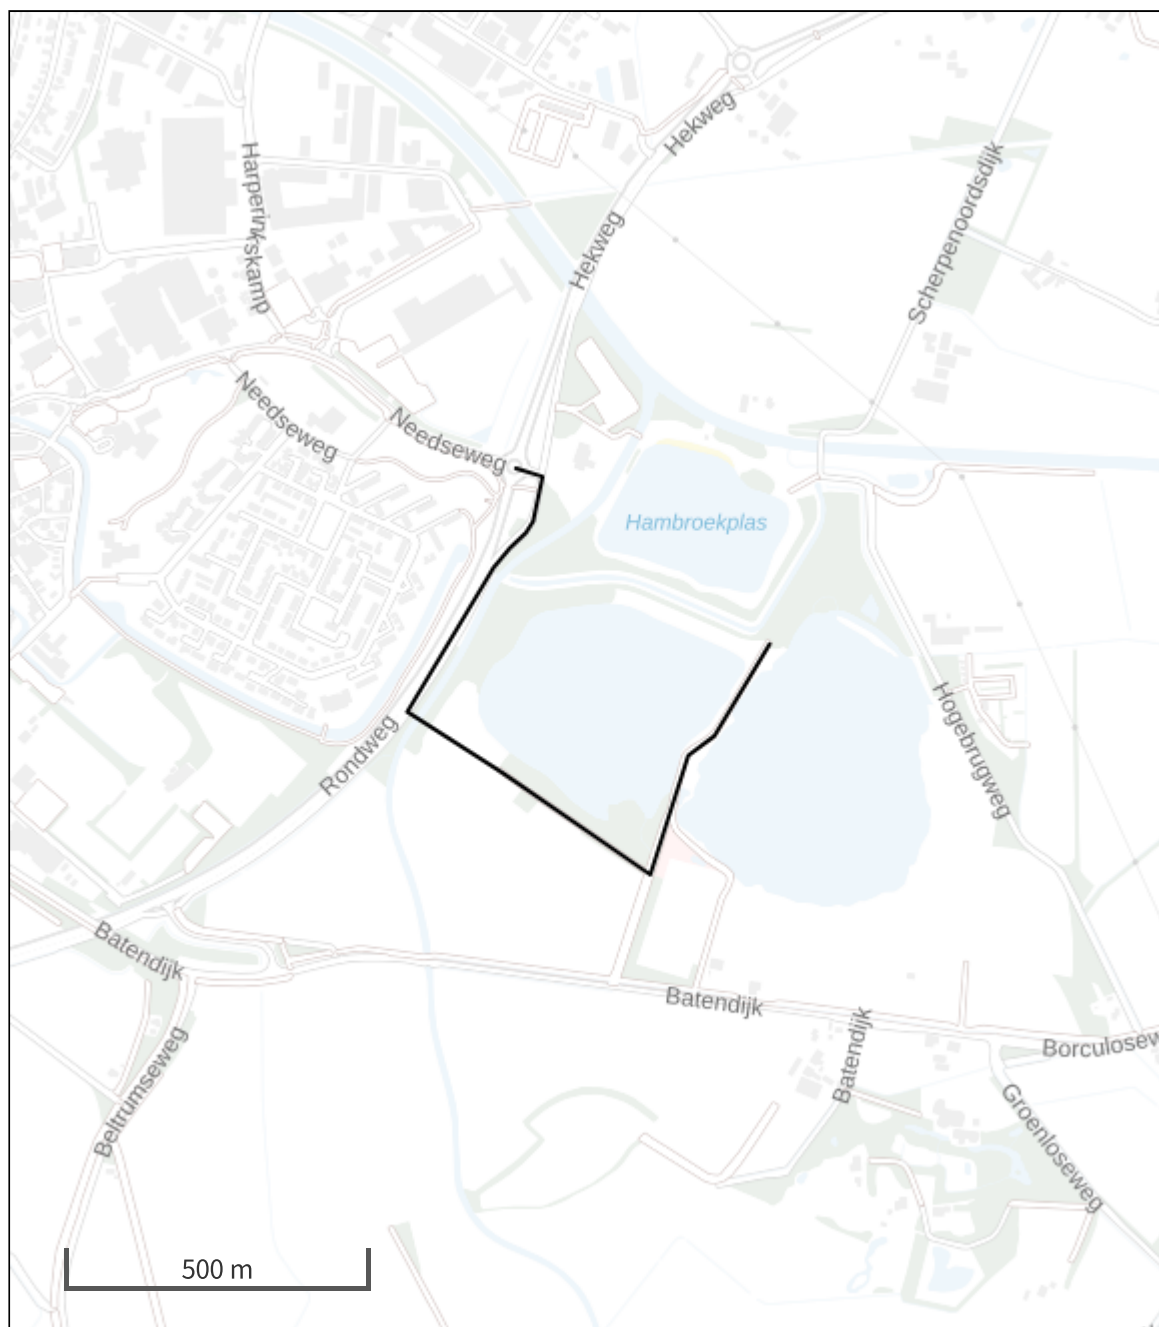 Hekweg
Harperinkskamp
Scherpenoordsdijk
Hekweg
Needseweg
Needseweg
Hambroekplas
Rondweg
Hogebrugweg
Batendijk
Batendijk
Batendijk
Beltrumseweg
Borculosew
Groenloseweg
500 m